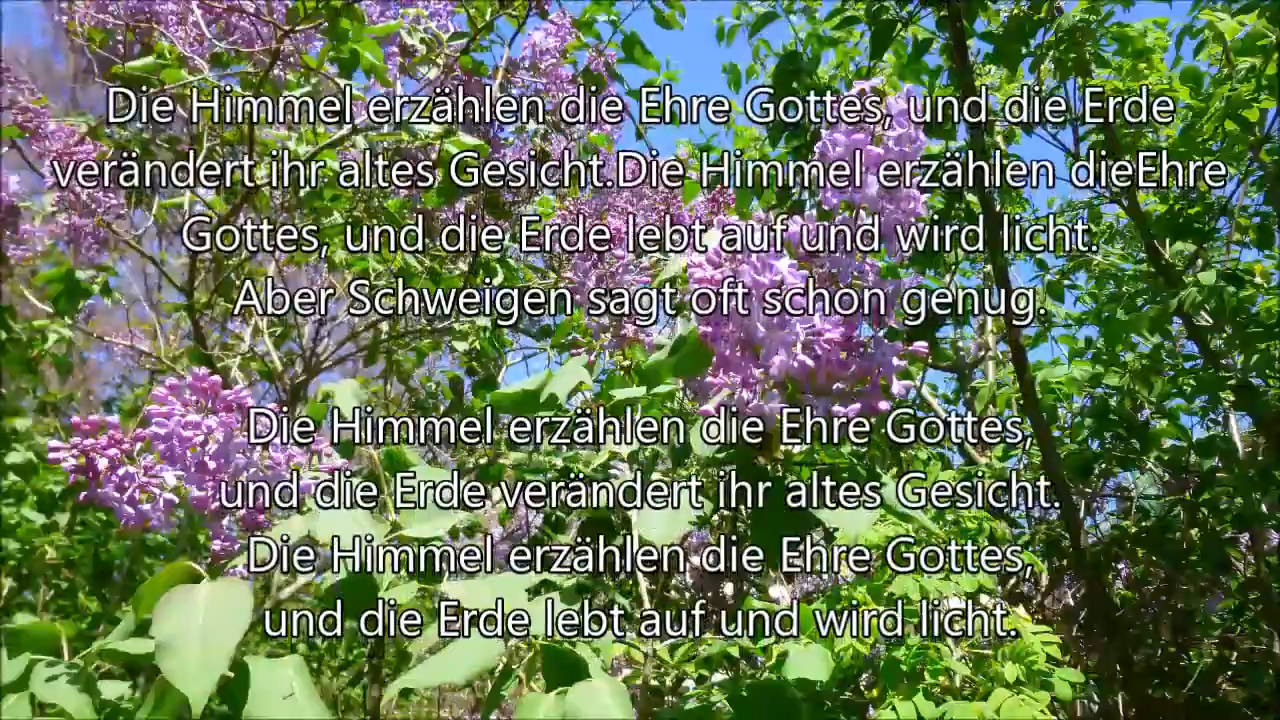 Die Himmel erzählen die Ehre Gottes, und die Erde
verändert ihr altes Gesicht.Die Himmel erzählen dieEhre
Gottes, und die Erde lebt auf und wird licht.
Aber Schweigen sagt oft schon genug.
Die Himmel erzählen die Ehre Gottes,
und die Erde verändert ihr altes Gesicht.
Die Himmel erzählen die Ehre Gottes,
und die Erde lebt auf und wird licht.